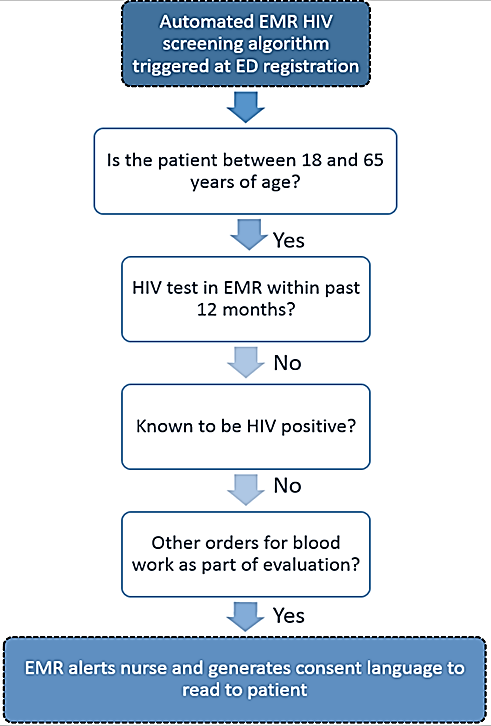 Automated EMR HIV
screening algorithm
triggered at ED registration
Is the patient between 18 and 65
years of age?
Yes
HIV test in EMR within past
12 months?
No
Known to be HIV positive?
No
Other orders for blood
work as part of evaluation?
Yes
EMR alerts nurse and generates consent language to
read to patient